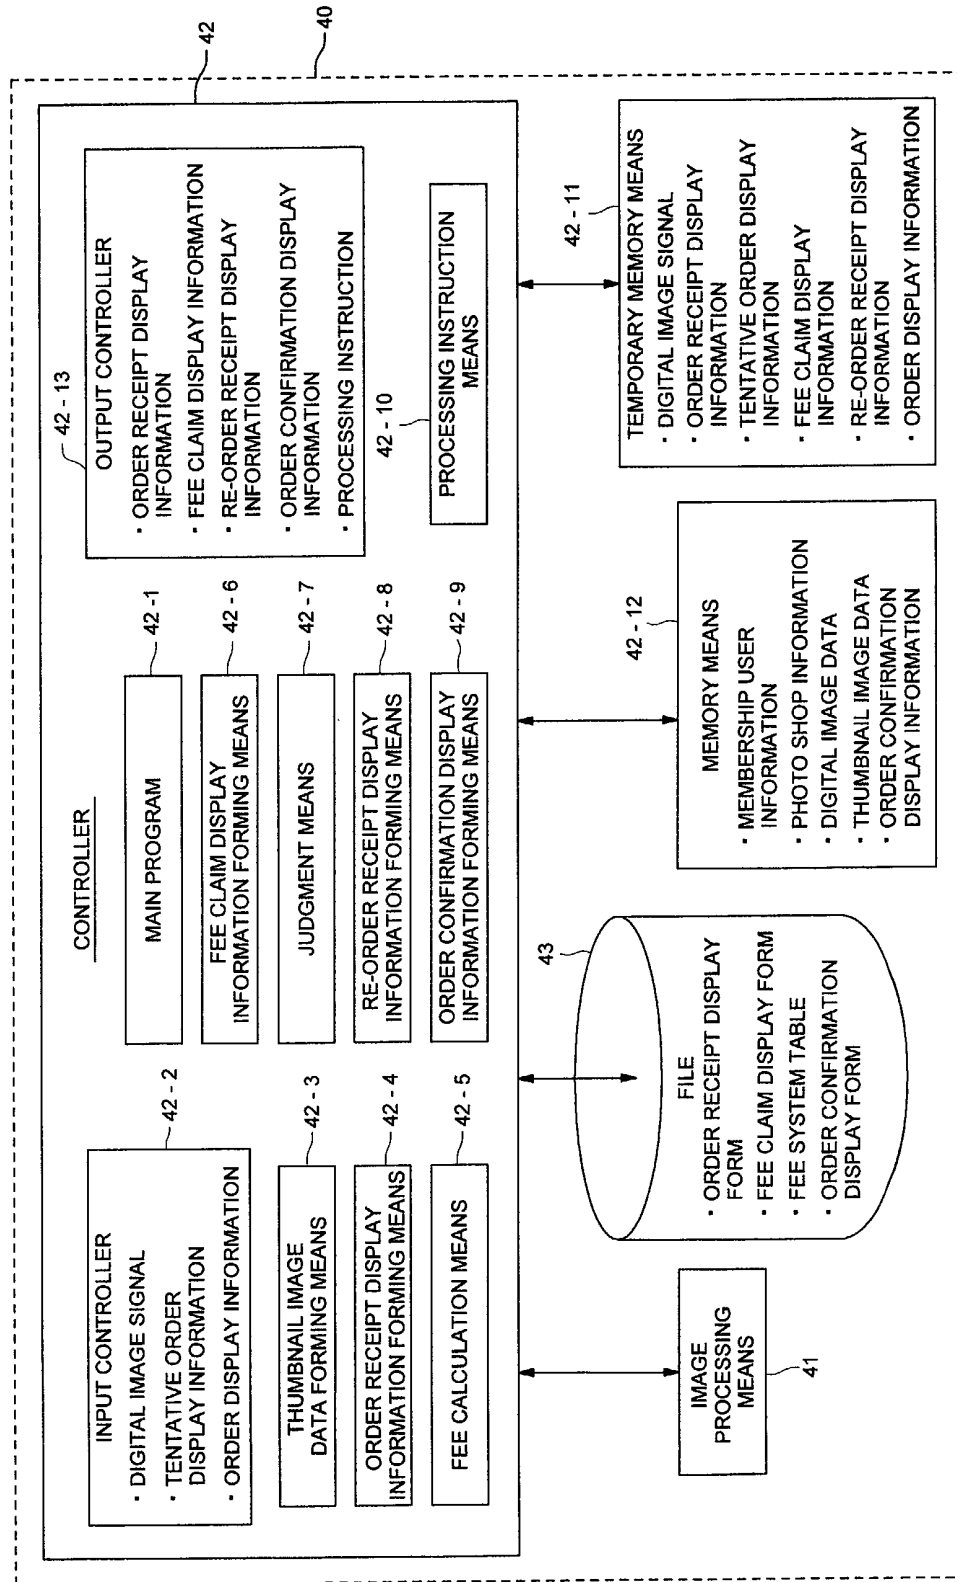 40
42
CONTROLLER
42 - 2
INPUT CONTROLLER
· DIGITAL IMAGE SIGNAL
· TENTATIVE ORDER
DISPLAY INFORMATION
· ORDER DISPLAY INFORMATION
42 - 3
THUMBNAIL IMAGE
DATA FORMING MEANS
42 - 4
ORDER RECEIPT DISPLAY
INFORMATION FORMING MEANS
42 - 5
FEE CALCULATION MEANS
42 -1
MAIN PROGRAM
42 - 6
FEE CLAIM DISPLAY
INFORMATION FORMING MEANS
42 - 7
JUDGMENT MEANS
42 - 8
RE-ORDER RECEIPT DISPLAY
INFORMATION FORMING MEANS
42 - 9
ORDER CONFIRMATION DISPLAY
INFORMATION FORMING MEANS
42 - 13
OUTPUT CONTROLLER
· ORDER RECEIPT DISPLAY
INFORMATION
· FEE CLAIM DISPLAY INFORMATION
· RE-ORDER RECEIPT DISPLAY
INFORMATION
· ORDER CONFIRMATION DISPLAY
INFORMATION
· PROCESSING INSTRUCTION
42 - 10
PROCESSING INSTRUCTION
MEANS
IMAGE
PROCESSING
MEANS
41
43
FILE
· ORDER RECEIPT DISPLAY
FORM
· FEE CLAIM DISPLAY FORM
· FEE SYSTEM TABLE
· ORDER CONFIRMATION
DISPLAY FORM
42 -12
MEMORY MEANS
· MEMBERSHIP USER
INFORMATION
· PHOTO SHOP INFORMATION
· DIGITAL IMAGE DATA
· THUMBNAIL IMAGE DATA
· ORDER CONFIRMATION
DISPLAY INFORMATION
42 - 11
TEMPORARY MEMORY MEANS
· DIGITAL IMAGE SIGNAL
· ORDER RECEIPT DISPLAY
INFORMATION
· TENTATIVE ORDER DISPLAY
INFORMATION
· FEE CLAIM DISPLAY
INFORMATION
· RE-ORDER RECEIPT DISPLAY
INFORMATION
· ORDER DISPLAY INFORMATION